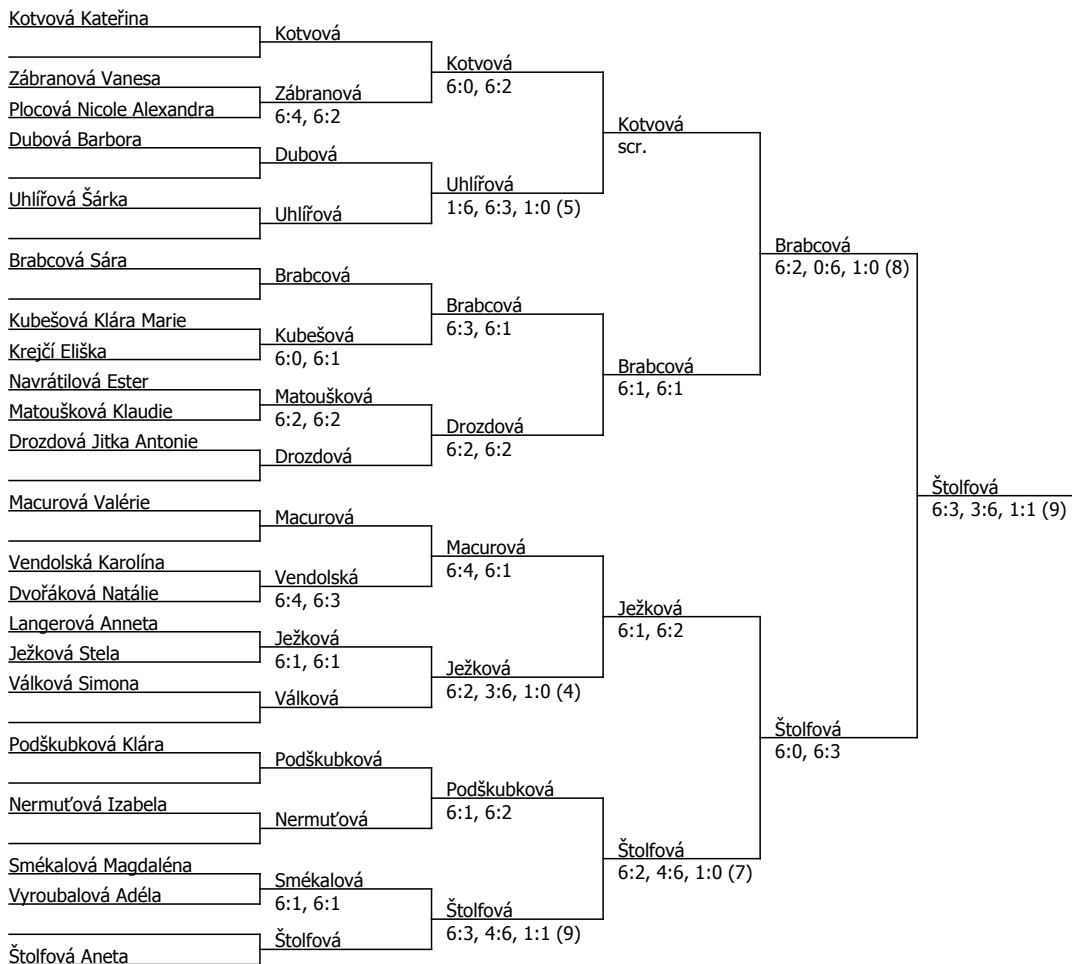 Kotvová Kateřina
Kotvová
Kotvová
6:0, 6:2
Zábranová Vanesa
Plocová Nicole Alexandra
Zábranová
6:4, 6:2
Kotvová
scr.
Dubová Barbora
Dubová
Uhlířová
1:6, 6:3, 1:0 (5)
Uhlířová Šárka
Uhlířová
Brabcová
6:2, 0:6, 1:0 (8)
Brabcová Sára
Brabcová
Brabcová
6:3, 6:1
Kubešová Klára Marie
Krejčí Eliška
Kubešová
6:0, 6:1
Brabcová
6:1, 6:1
Navrátilová Ester
Matoušková Klaudie
Matoušková
6:2, 6:2
Drozdová
6:2, 6:2
Drozdová Jitka Antonie
Drozdová
Štolfová
6:3, 3:6, 1:1 (9)
Macurová Valérie
Macurová
Macurová
6:4, 6:1
Vendolská Karolína
Dvořáková Natálie
Vendolská
6:4, 6:3
Ježková
6:1, 6:2
Langerová Anneta
Ježková Stela
Ježková
6:1, 6:1
Ježková
6:2, 3:6, 1:0 (4)
Válková Simona
Válková
Štolfová
6:0, 6:3
Podškubková Klára
Podškubková
Podškubková
6:1, 6:2
Nermuťová Izabela
Nermuťová
Štolfová
6:2, 4:6, 1:0 (7)
Smékalová Magdaléna
Vyroubalová Adéla
Smékalová
6:1, 6:1
Štolfová
6:3, 4:6, 1:1 (9)
Štolfová
Štolfová Aneta